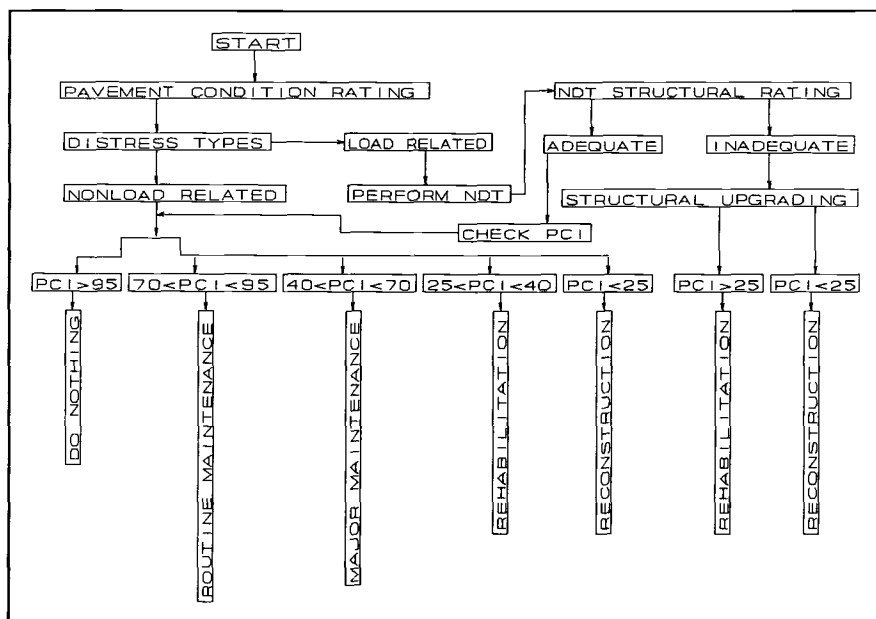 START
PAVEMENT CONDITION RATING
NDT STRUCTURAL RATING
DISTRESS TYPES
LOAD RELATED
ADEQUATE
INADEQUATE
NONLOAD RELATED
PERFORM NDT
STRUCTURAL UPGRADING
CHECK PCI
PCI>95
70<PCI<95
40<PCI<70
25<PCI<40
PCI<25
PCI>25
PCI<25
DO NOTHING
ROUTINE MAINTENANCE
MAJOR MAINTENANCE
REHABILITATION
RECONSTRUCTION
REHABILITATION
RECONSTRUCTION